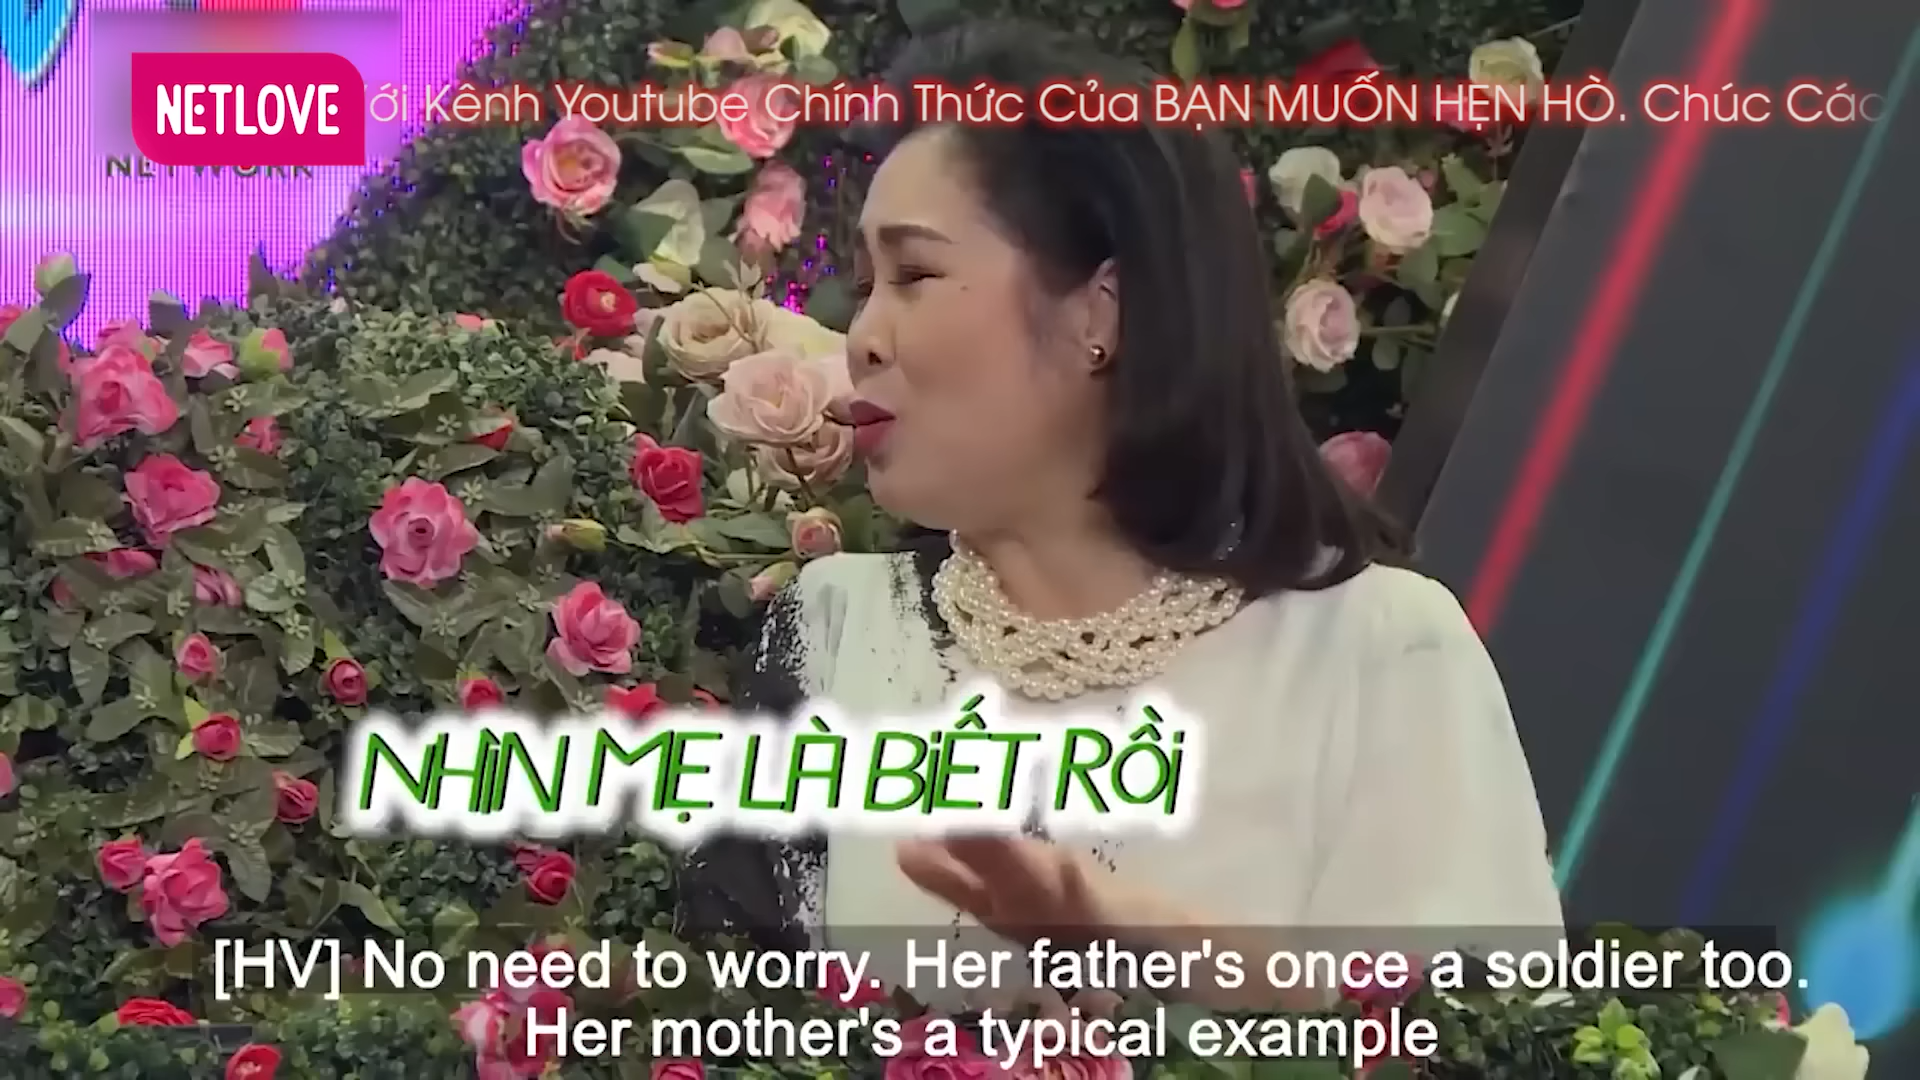 NETLOVE
ới Kênh Youtube Chính Thức Của BẠN MUỐN HẸN HÒ. Chúc Các
NETWORK
NHÌN MẸ LÀ BIẾT RỒI
[HV] No need to worry. Her father's once a soldier too.
Her mother's a typical example